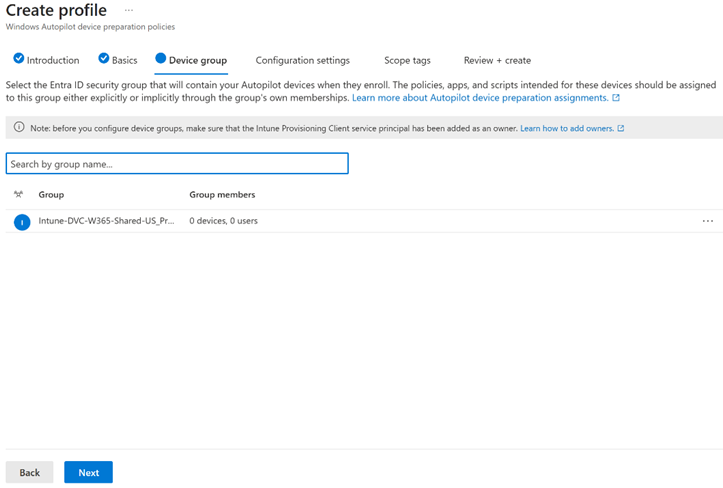 Create profile ...
Windows Autopilot device preparation policies
Introduction Basics Device group Configuration settings Scope tags Review + create
Select the Entra ID security group that will contain your Autopilot devices when they enroll. The policies, apps, and scripts intended for these devices should be assigned
to this group either explicitly or implicitly through the group's own memberships. Learn more about Autopilot device preparation assignments.
Note: before you configure device groups, make sure that the Intune Provisioning Client service principal has been added as an owner. Learn how to add owners.
Search by group name...
Group Group members
I Intune-DVC-W365-Shared-US_Pr... 0 devices, 0 users ...
Back Next